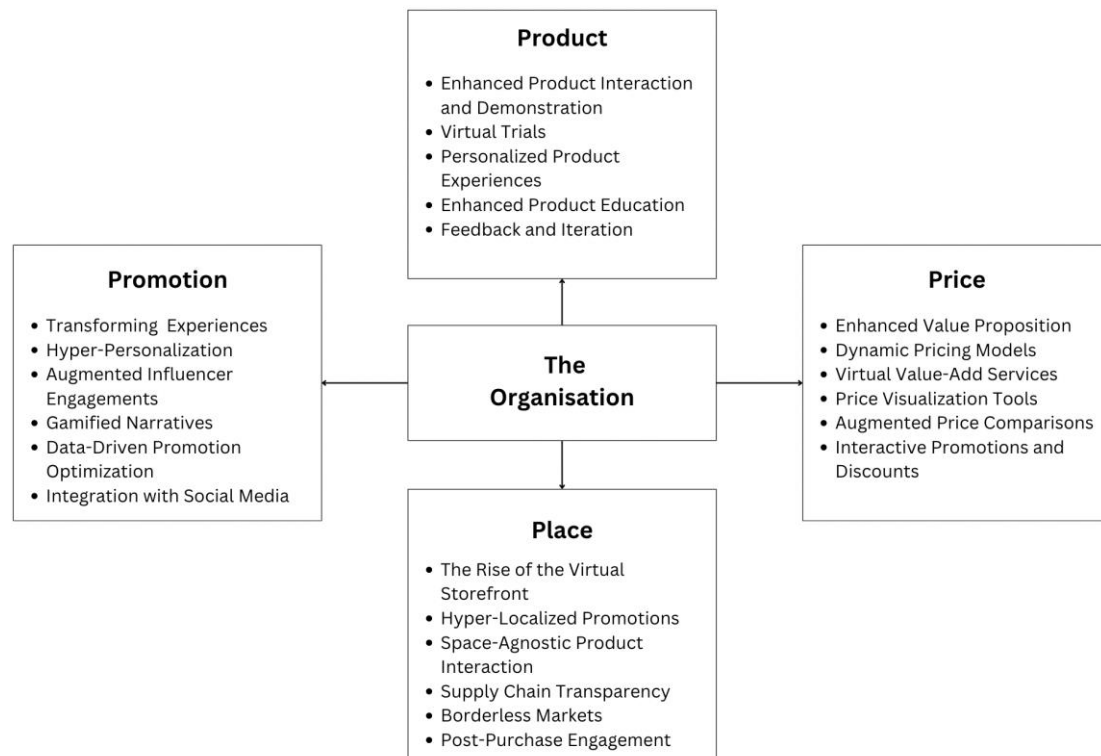 Product
• Enhanced Product Interaction
and Demonstration
• Virtual Trials
• Personalized Product
Experiences
• Enhanced Product Education
• Feedback and Iteration
Promotion
• Transforming  Experiences
• Hyper-Personalization
• Augmented Influencer
Engagements
• Gamified Narratives
• Data-Driven Promotion
Optimization
• Integration with Social Media
The
Organisation
Price
• Enhanced Value Proposition
• Dynamic Pricing Models
• Virtual Value-Add Services
• Price Visualization Tools
• Augmented Price Comparisons
• Interactive Promotions and
Discounts
Place
• The Rise of the Virtual
Storefront
• Hyper-Localized Promotions
• Space-Agnostic Product
Interaction
• Supply Chain Transparency
• Borderless Markets
• Post-Purchase Engagement